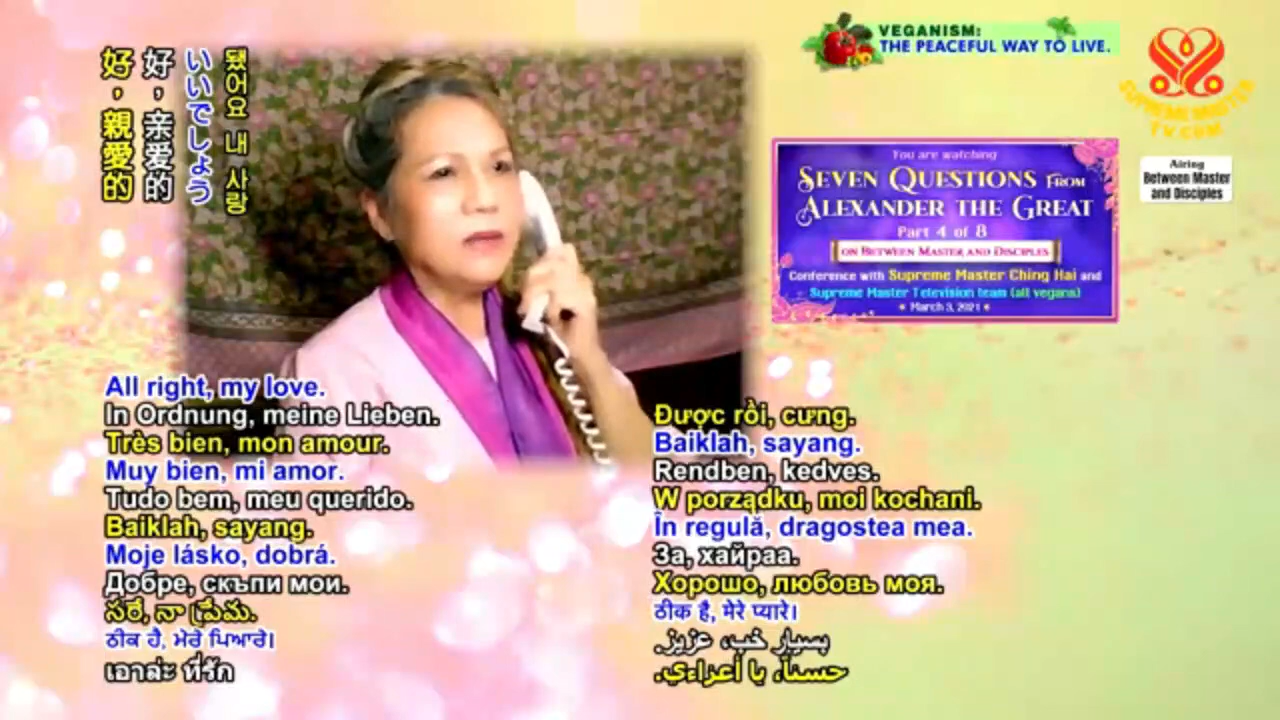 好，親愛的
好，亲爱的
いいでしょう
됐어요 내 사랑
VEGANISM:
THE PEACEFUL WAY TO LIVE.
SUPREME MASTER
TV.COM
Airing
Between Master
and Disciples
You are watching
SEVEN QUESTIONS FROM
ALEXANDER THE GREAT
Part 4 of 8
ON BETWEEN MASTER AND DISCIPLES
Conference with Supreme Master Ching Hai and
Supreme Master Television team (all vegans)
* March 3, 2021 *
All right, my love.
In Ordnung, meine Lieben.
Très bien, mon amour.
Muy bien, mi amor.
Tudo bem, meu querido.
Baiklah, sayang.
Moje lásko, dobrá.
Добре, скъпи мои.
సరే, నా ప్రేమ.
ਠੀਕ ਹੈ, ਮੇਰੇ ਪਿਆਰੇ।
เอาล่ะ ที่รัก
Được rồi, cưng.
Baiklah, sayang.
Rendben, kedves.
W porządku, moi kochani.
În regulă, dragostea mea.
За, хайраа.
Хорошо, любовь моя.
ठीक है, मेरे प्यारे।
بسیار خب، عزیز.
حسناً، يا أعزاءي.